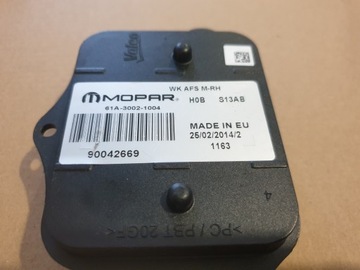 Valeo
WK AFS M-RH
MOPAR® H0B S13AB
61A-3002-1004
MADE IN EU
25/02/2014/2
90042669 1163
4
>PC / PBT 20GF<